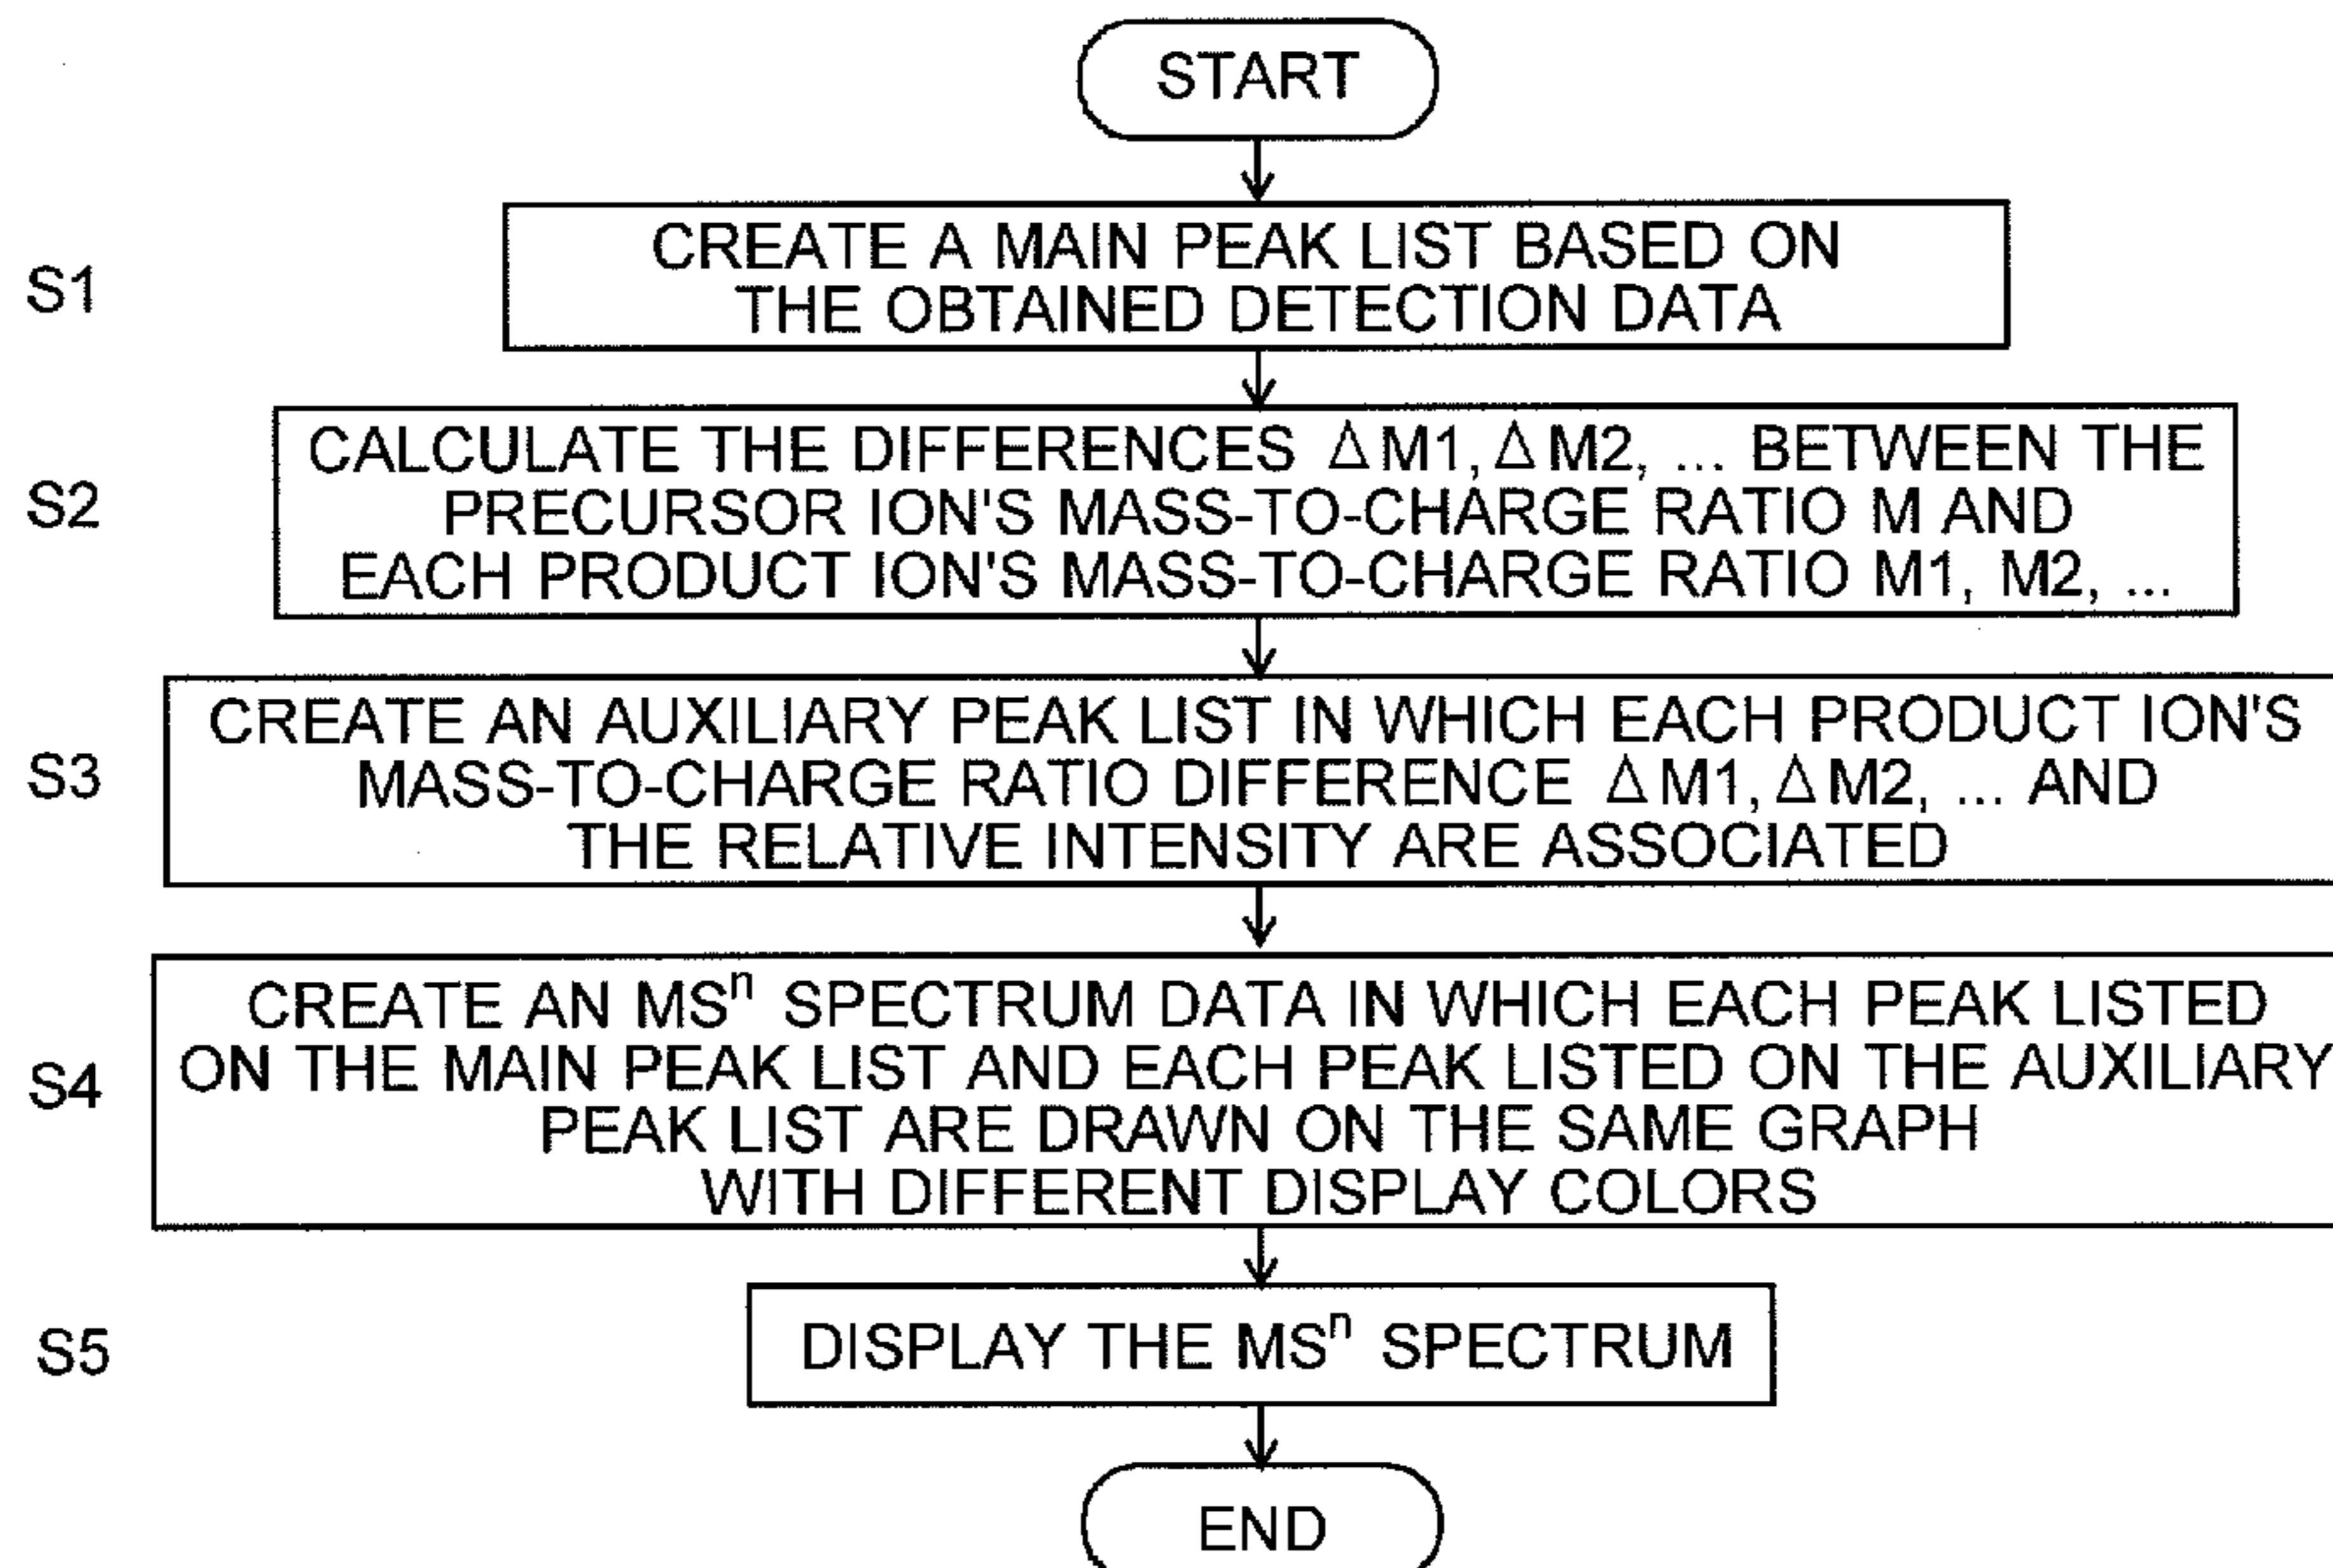 START
S1
CREATE A MAIN PEAK LIST BASED ON
THE OBTAINED DETECTION DATA
S2
CALCULATE THE DIFFERENCES ΔM1, ΔM2, ... BETWEEN THE
PRECURSOR ION'S MASS-TO-CHARGE RATIO M AND
EACH PRODUCT ION'S MASS-TO-CHARGE RATIO M1, M2, ...
S3
CREATE AN AUXILIARY PEAK LIST IN WHICH EACH PRODUCT ION'S
MASS-TO-CHARGE RATIO DIFFERENCE ΔM1, ΔM2, ... AND
THE RELATIVE INTENSITY ARE ASSOCIATED
S4
CREATE AN MSⁿ SPECTRUM DATA IN WHICH EACH PEAK LISTED
ON THE MAIN PEAK LIST AND EACH PEAK LISTED ON THE AUXILIARY
PEAK LIST ARE DRAWN ON THE SAME GRAPH
WITH DIFFERENT DISPLAY COLORS
S5
DISPLAY THE MSⁿ SPECTRUM
END